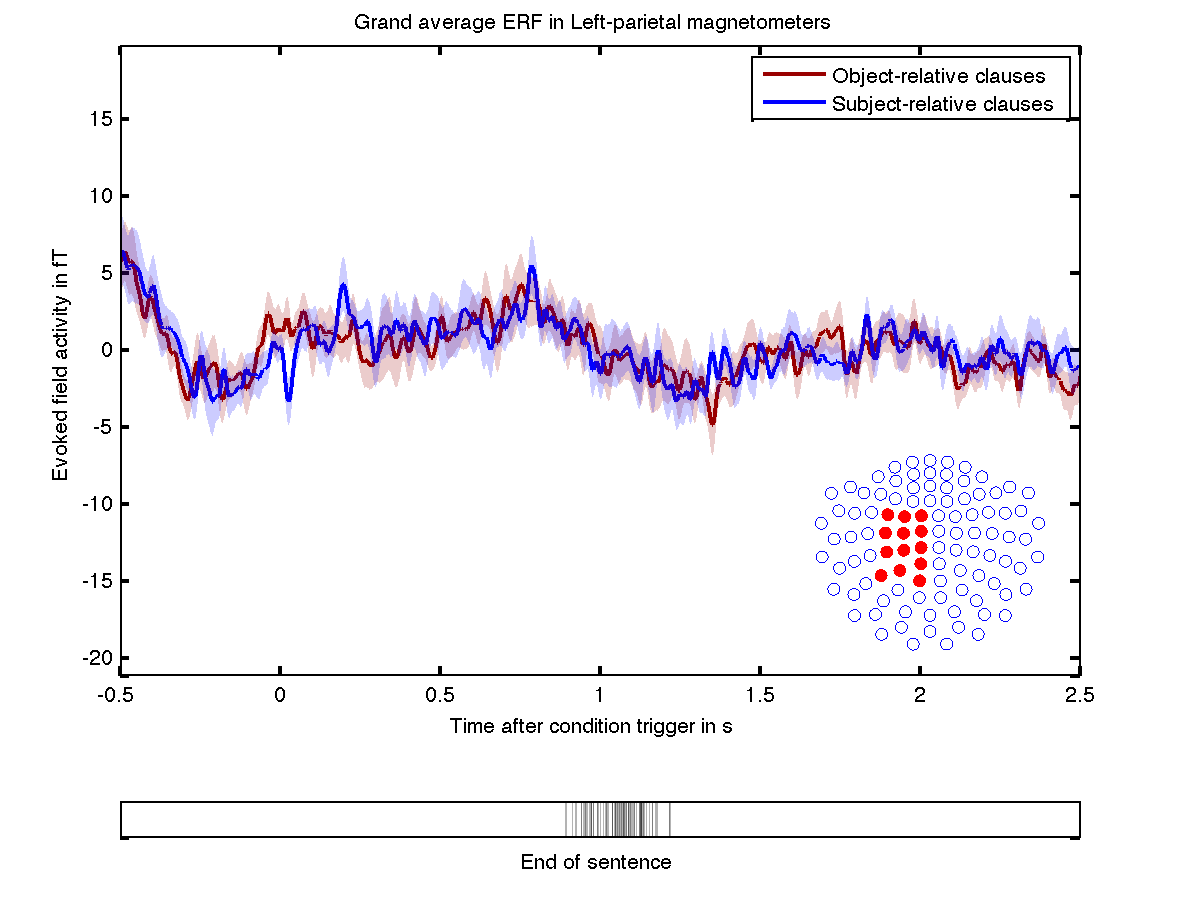 Grand average ERF in Left-parietal magnetometers
Object-relative clauses
Subject-relative clauses
Evoked field activity in fT
15
10
5
0
-5
-10
-15
-20
-0.5 0 0.5 1 1.5 2 2.5
Time after condition trigger in s
End of sentence